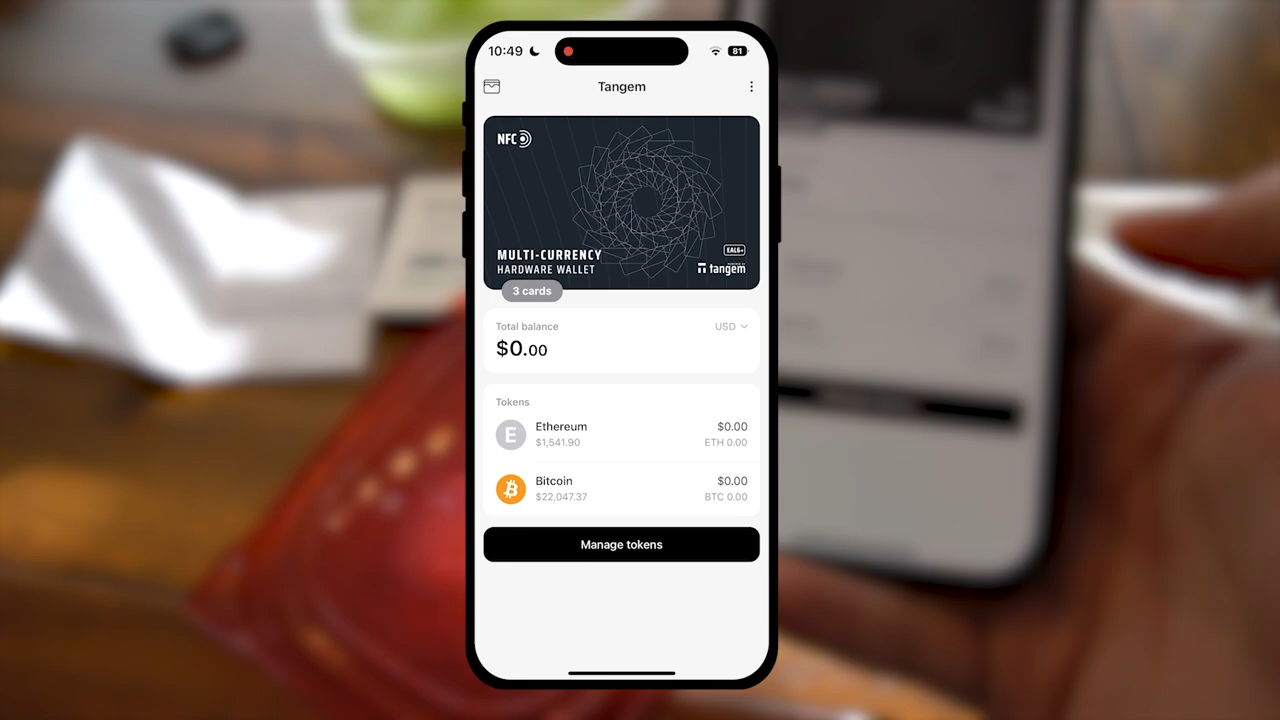 10:49
81
Tangem
NFC
MULTI-CURRENCY
HARDWARE WALLET
EAL6+
POWERED BY
tangem
3 cards
Total balance
USD
$0.00
Tokens
Ethereum
$0.00
$1,541.90
ETH 0.00
Bitcoin
$0.00
$22,047.37
BTC 0.00
Manage tokens